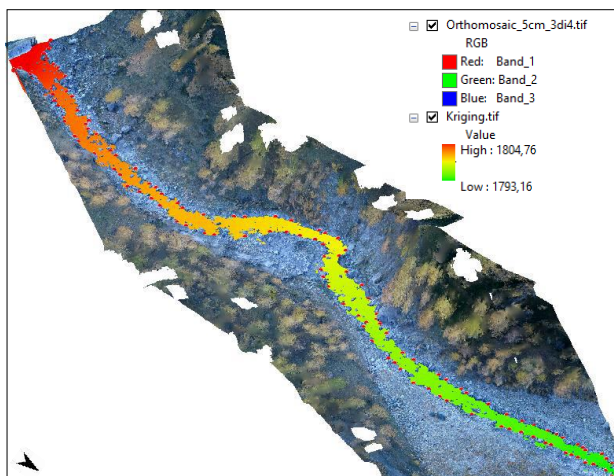 Orthomosaic_5cm_3di4.tif
RGB
Red: Band_1
Green: Band_2
Blue: Band_3
Kriging.tif
Value
High : 1804,76
Low : 1793,16